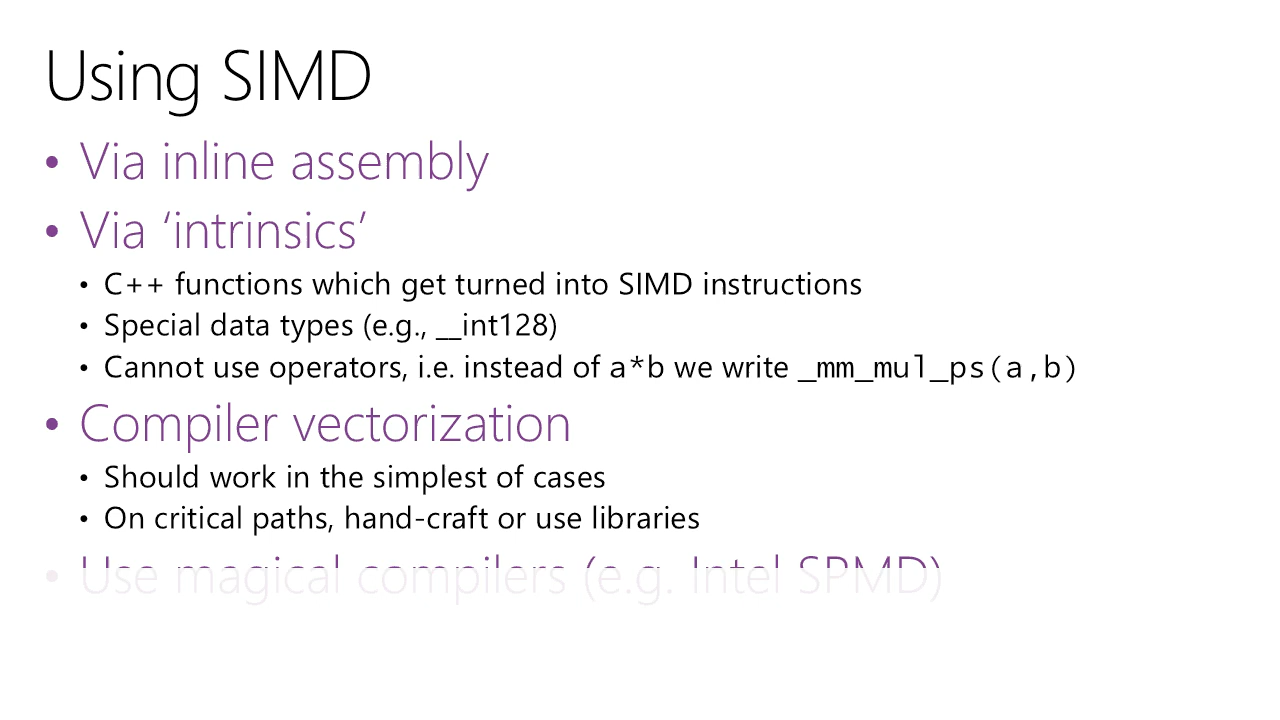 Using SIMD
• Via inline assembly
• Via ‘intrinsics’
• C++ functions which get turned into SIMD instructions
• Special data types (e.g., __int128)
• Cannot use operators, i.e. instead of a*b we write _mm_mul_ps(a,b)
• Compiler vectorization
• Should work in the simplest of cases
• On critical paths, hand-craft or use libraries
• Use magical compilers (e.g. Intel SPMD)